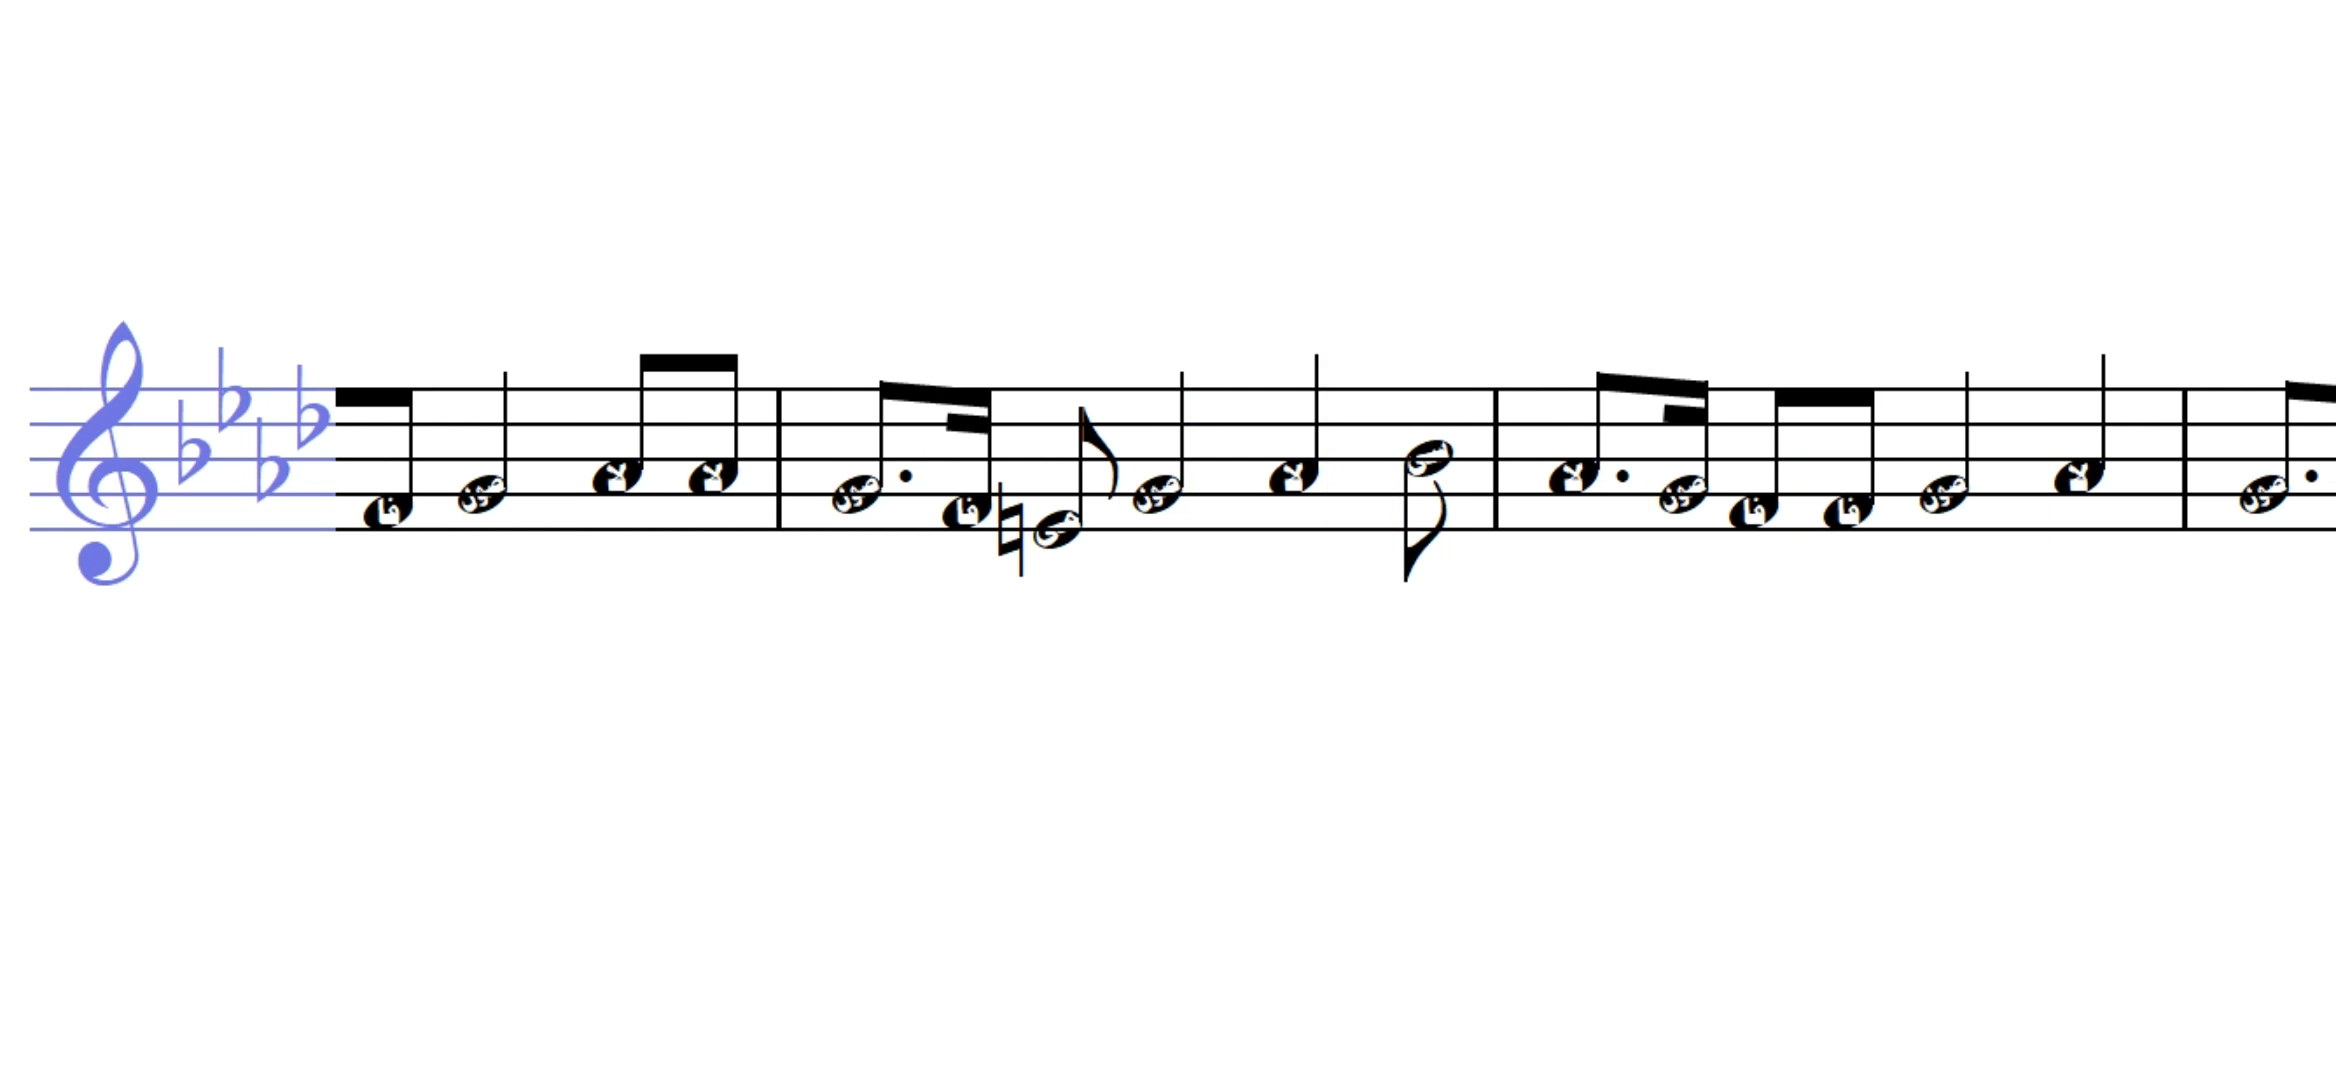 فا صول لا لا صول فا مي صول لا سي لا صول فا فا صول لا صول